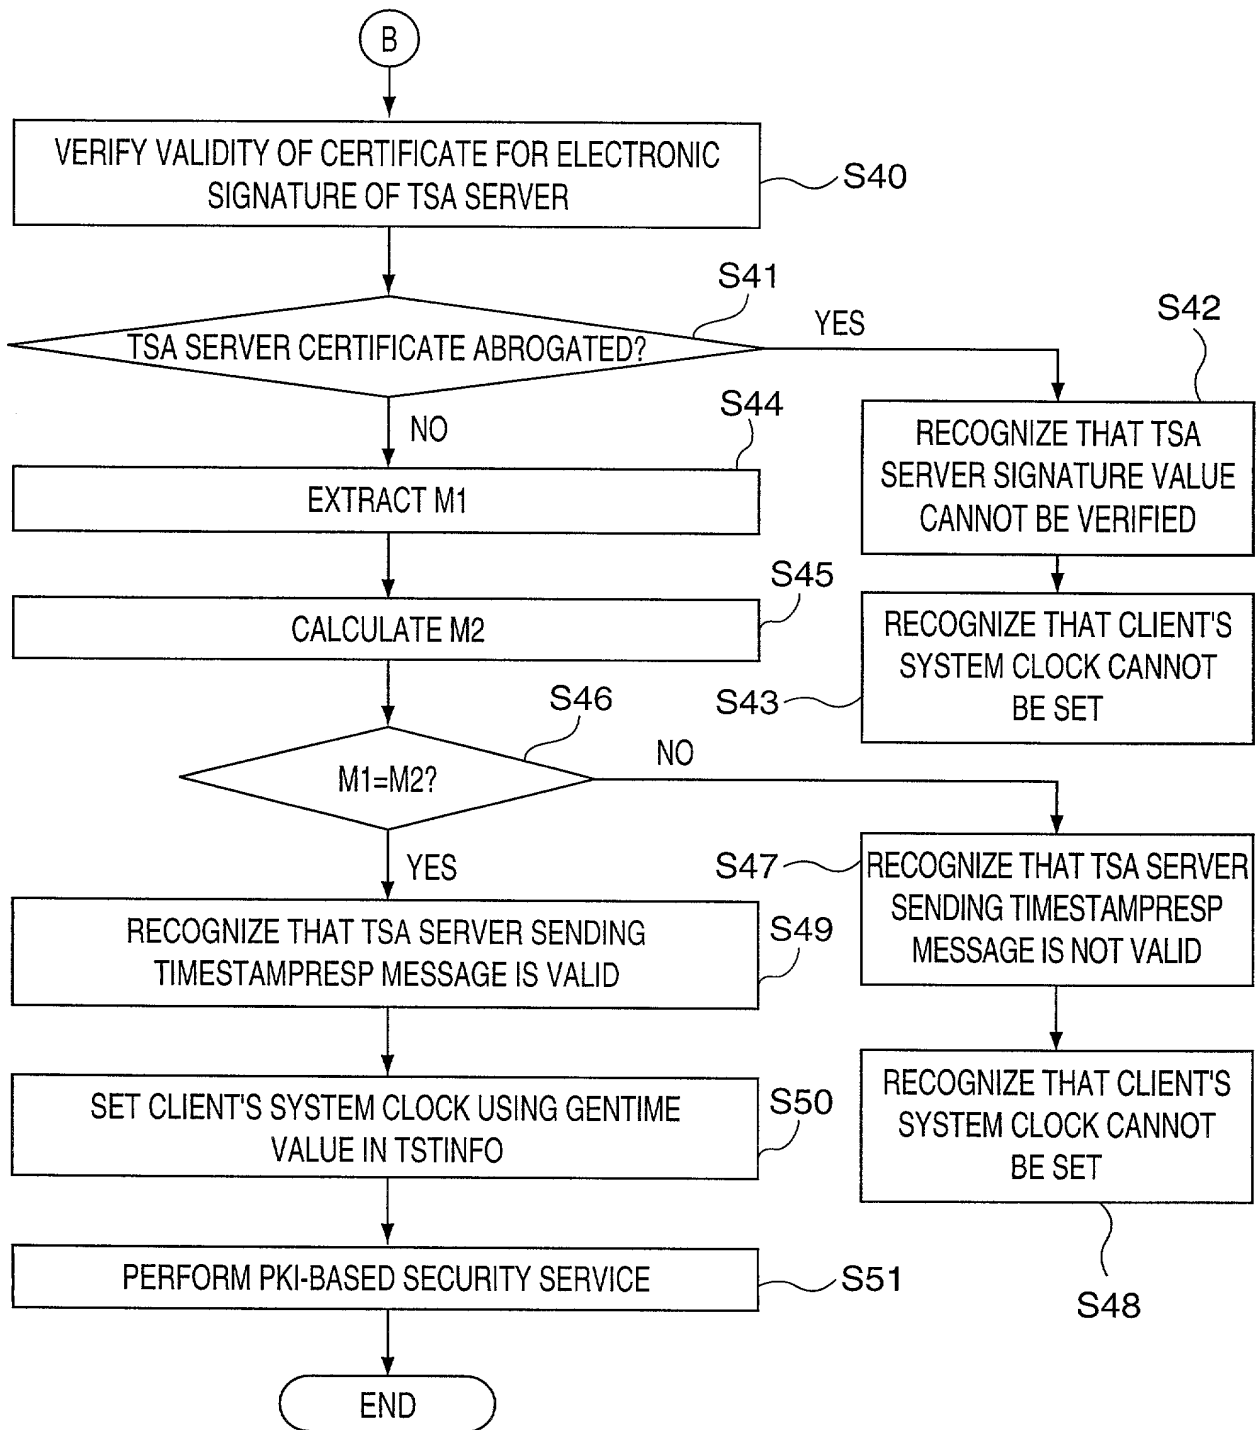 B
VERIFY VALIDITY OF CERTIFICATE FOR ELECTRONIC
SIGNATURE OF TSA SERVER
S40
S41
TSA SERVER CERTIFICATE ABROGATED?
YES
S42
RECOGNIZE THAT TSA
SERVER SIGNATURE VALUE
CANNOT BE VERIFIED
RECOGNIZE THAT CLIENT'S
SYSTEM CLOCK CANNOT
BE SET
S43
NO
S44
EXTRACT M1
S45
CALCULATE M2
S46
M1=M2?
NO
S47
RECOGNIZE THAT TSA SERVER
SENDING TIMESTAMPRESP
MESSAGE IS NOT VALID
RECOGNIZE THAT CLIENT'S
SYSTEM CLOCK CANNOT
BE SET
S48
YES
RECOGNIZE THAT TSA SERVER SENDING
TIMESTAMPRESP MESSAGE IS VALID
S49
SET CLIENT'S SYSTEM CLOCK USING GENTIME
VALUE IN TSTINFO
S50
PERFORM PKI-BASED SECURITY SERVICE
S51
END